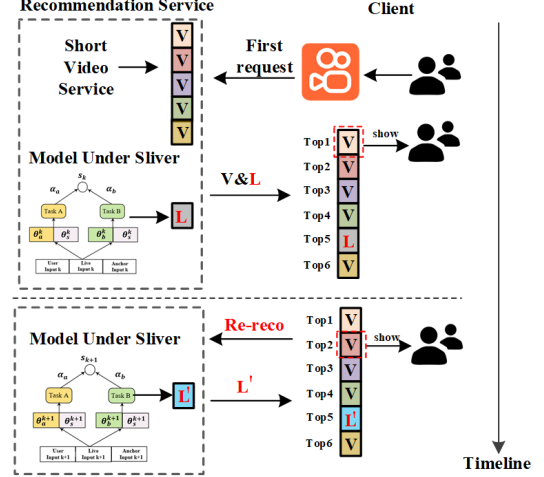 Recommendation Service
Client
Short
Video
Service
V
V
V
V
V
First
request
Model Under Sliver
s_k
α_a
α_b
Task A
Task B
θ_a^k
θ_s^k
θ_b^k
θ_s^k
User
Input k
Live
Input k
Anchor
Input k
L
V&L
Top1 V
Top2 V
Top3 V
Top4 V
Top5 L
Top6 V
show
Model Under Sliver
s_{k+1}
α_a
α_b
Task A
Task B
θ_a^{k+1}
θ_s^{k+1}
θ_b^{k+1}
θ_s^{k+1}
User
Input k+1
Live
Input k+1
Anchor
Input k+1
L'
Re-reco
L'
Top1 V
Top2 V
Top3 V
Top4 V
Top5 L'
Top6 V
show
Timeline